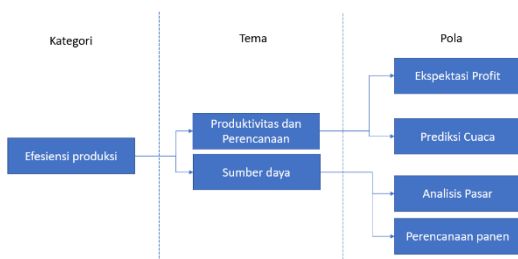 Kategori
Tema
Pola
Efesiensi produksi
Produktivitas dan
Perencanaan
Sumber daya
Ekspektasi Profit
Prediksi Cuaca
Analisis Pasar
Perencanaan panen